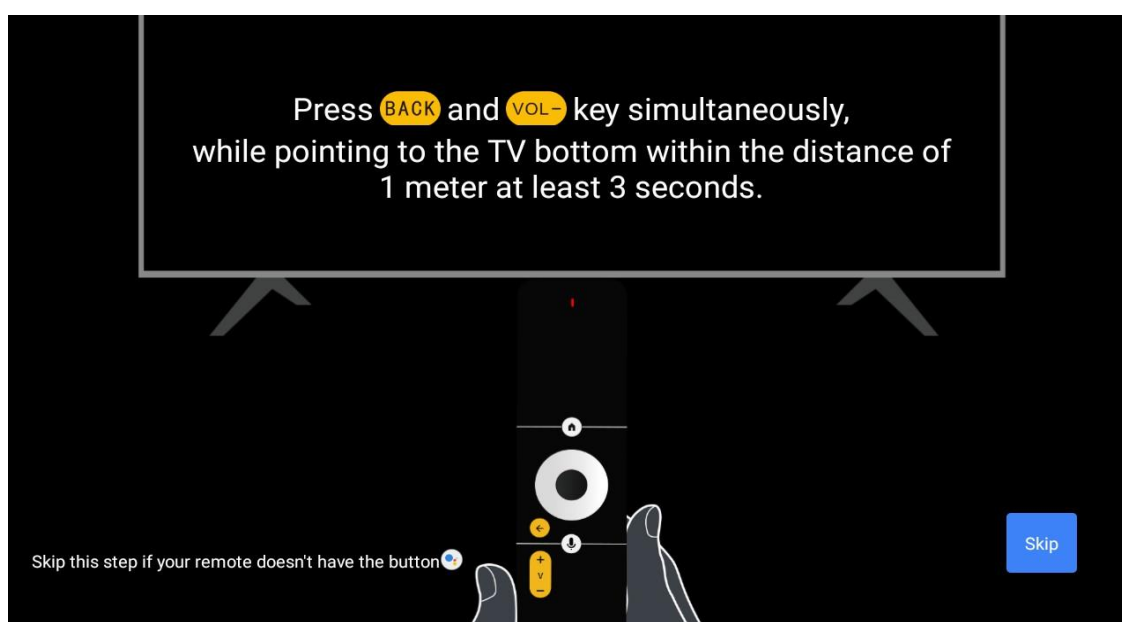 Press BACK and VOL- key simultaneously,
while pointing to the TV bottom within the distance of
1 meter at least 3 seconds.
+
V
-
Skip this step if your remote doesn't have the button
Skip